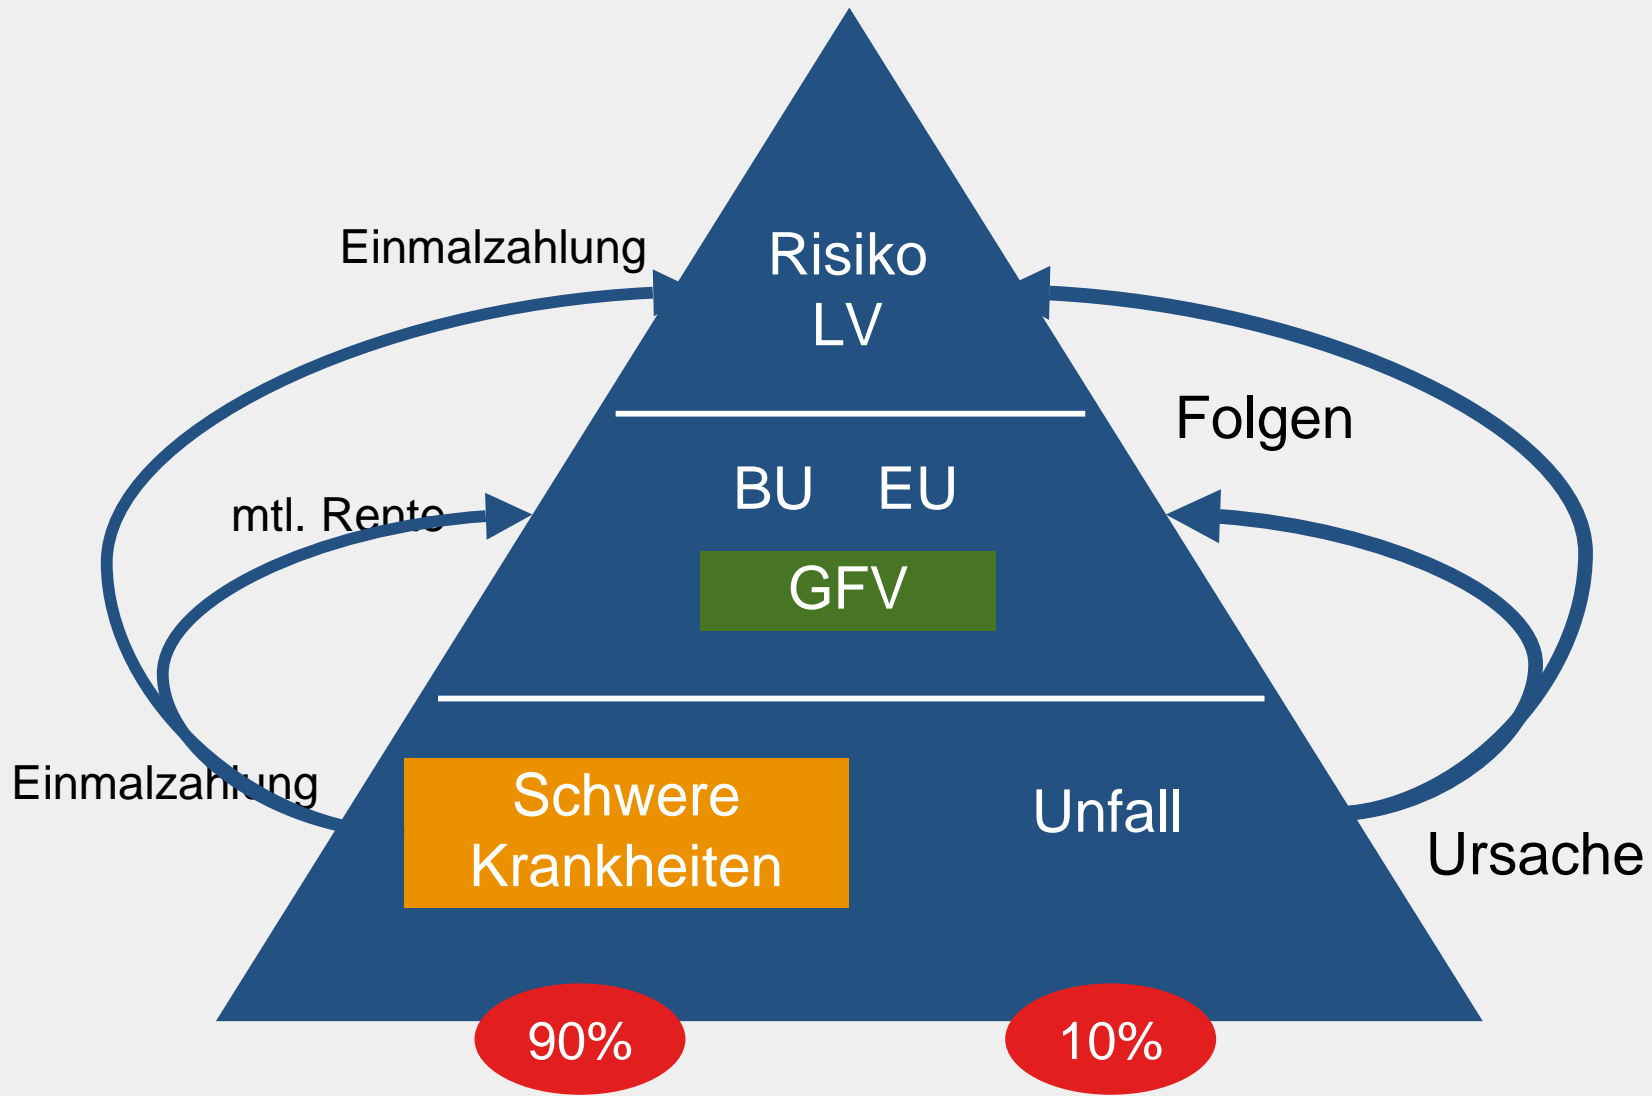 Einmalzahlung
Risiko
LV
Folgen
mtl. Rente
BU EU
GFV
Einmalzahlung
Schwere
Krankheiten
Unfall
Ursache
90%
10%